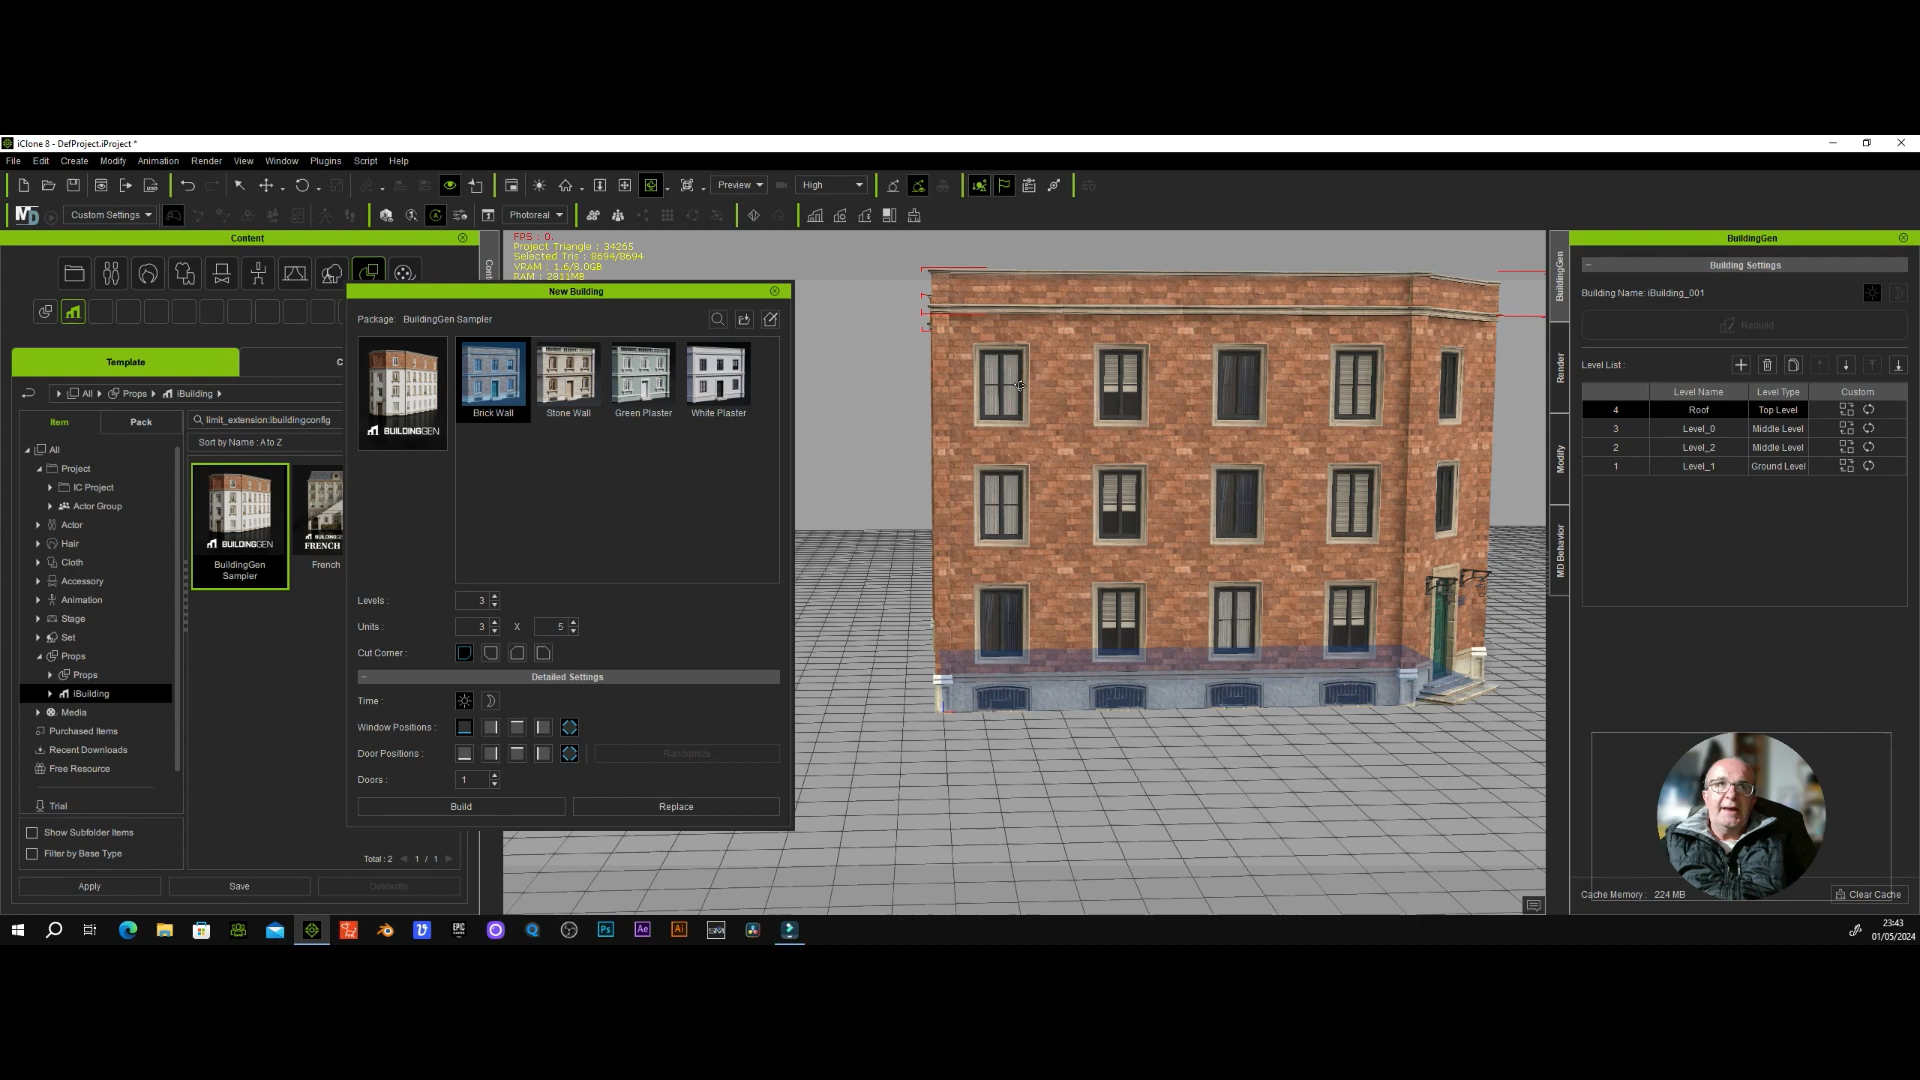 iClone 8 - DefProject.iProject *
File Edit Create Modify Animation Render View Window Plugins Script Help
Preview High
Custom Settings Photoreal
Content
FPS : 0.
Project Triangle : 34265
Selected Tris : 8694/8694
VRAM : 1.6/8.0GB
RAM : 2811MB
Template
All Props iBuilding
Item Pack
limit_extension:ibuildingconfig
Sort by Name : A to Z
All
Project
IC Project
Actor Group
Actor
Hair
Cloth
Accessory
Animation
Stage
Set
Props
Props
iBuilding
Media
Purchased Items
Recent Downloads
Free Resource
Trial
Show Subfolder Items
Filter by Base Type
BUILDINGGEN
BuildingGen
Sampler
FRENCH
French
Total : 2 1 / 1
Apply Save Overwrite
New Building
Package: BuildingGen Sampler
BUILDINGGEN
Brick Wall Stone Wall Green Plaster White Plaster
Levels : 3
Units : 3 X 5
Cut Corner :
Detailed Settings
Time :
Window Positions :
Door Positions : Randomize
Doors : 1
Build Replace
BuildingGen
Render
Modify
MD Behavior
BuildingGen
Building Settings
Building Name: iBuilding_001
Rebuild
Level List :
Level Name Level Type Custom
4 Roof Top Level
3 Level_0 Middle Level
2 Level_2 Middle Level
1 Level_1 Ground Level
Cache Memory : 224 MB Clear Cache
EPIC Ps Ae Ai
23:43
01/05/2024